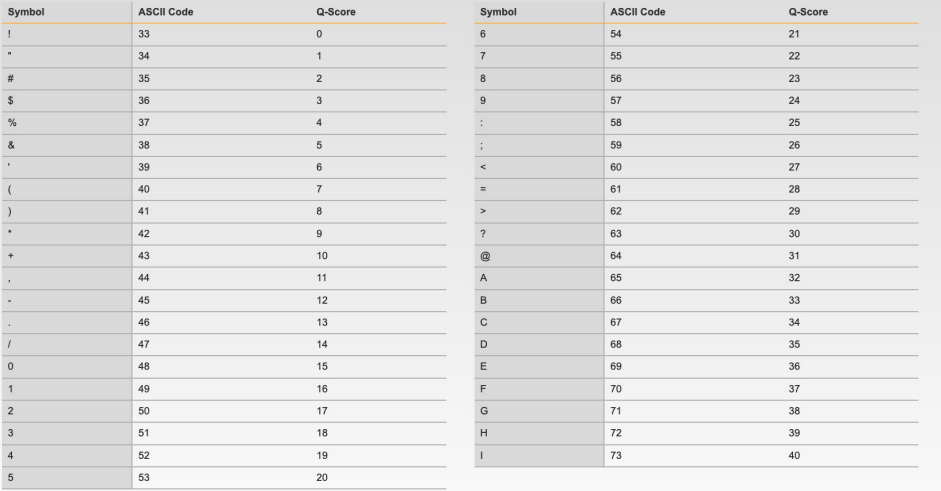 Symbol ASCII Code Q-Score
! 33 0
" 34 1
# 35 2
$ 36 3
% 37 4
& 38 5
' 39 6
( 40 7
) 41 8
* 42 9
+ 43 10
, 44 11
- 45 12
. 46 13
/ 47 14
0 48 15
1 49 16
2 50 17
3 51 18
4 52 19
5 53 20
Symbol ASCII Code Q-Score
6 54 21
7 55 22
8 56 23
9 57 24
: 58 25
; 59 26
< 60 27
= 61 28
> 62 29
? 63 30
@ 64 31
A 65 32
B 66 33
C 67 34
D 68 35
E 69 36
F 70 37
G 71 38
H 72 39
I 73 40